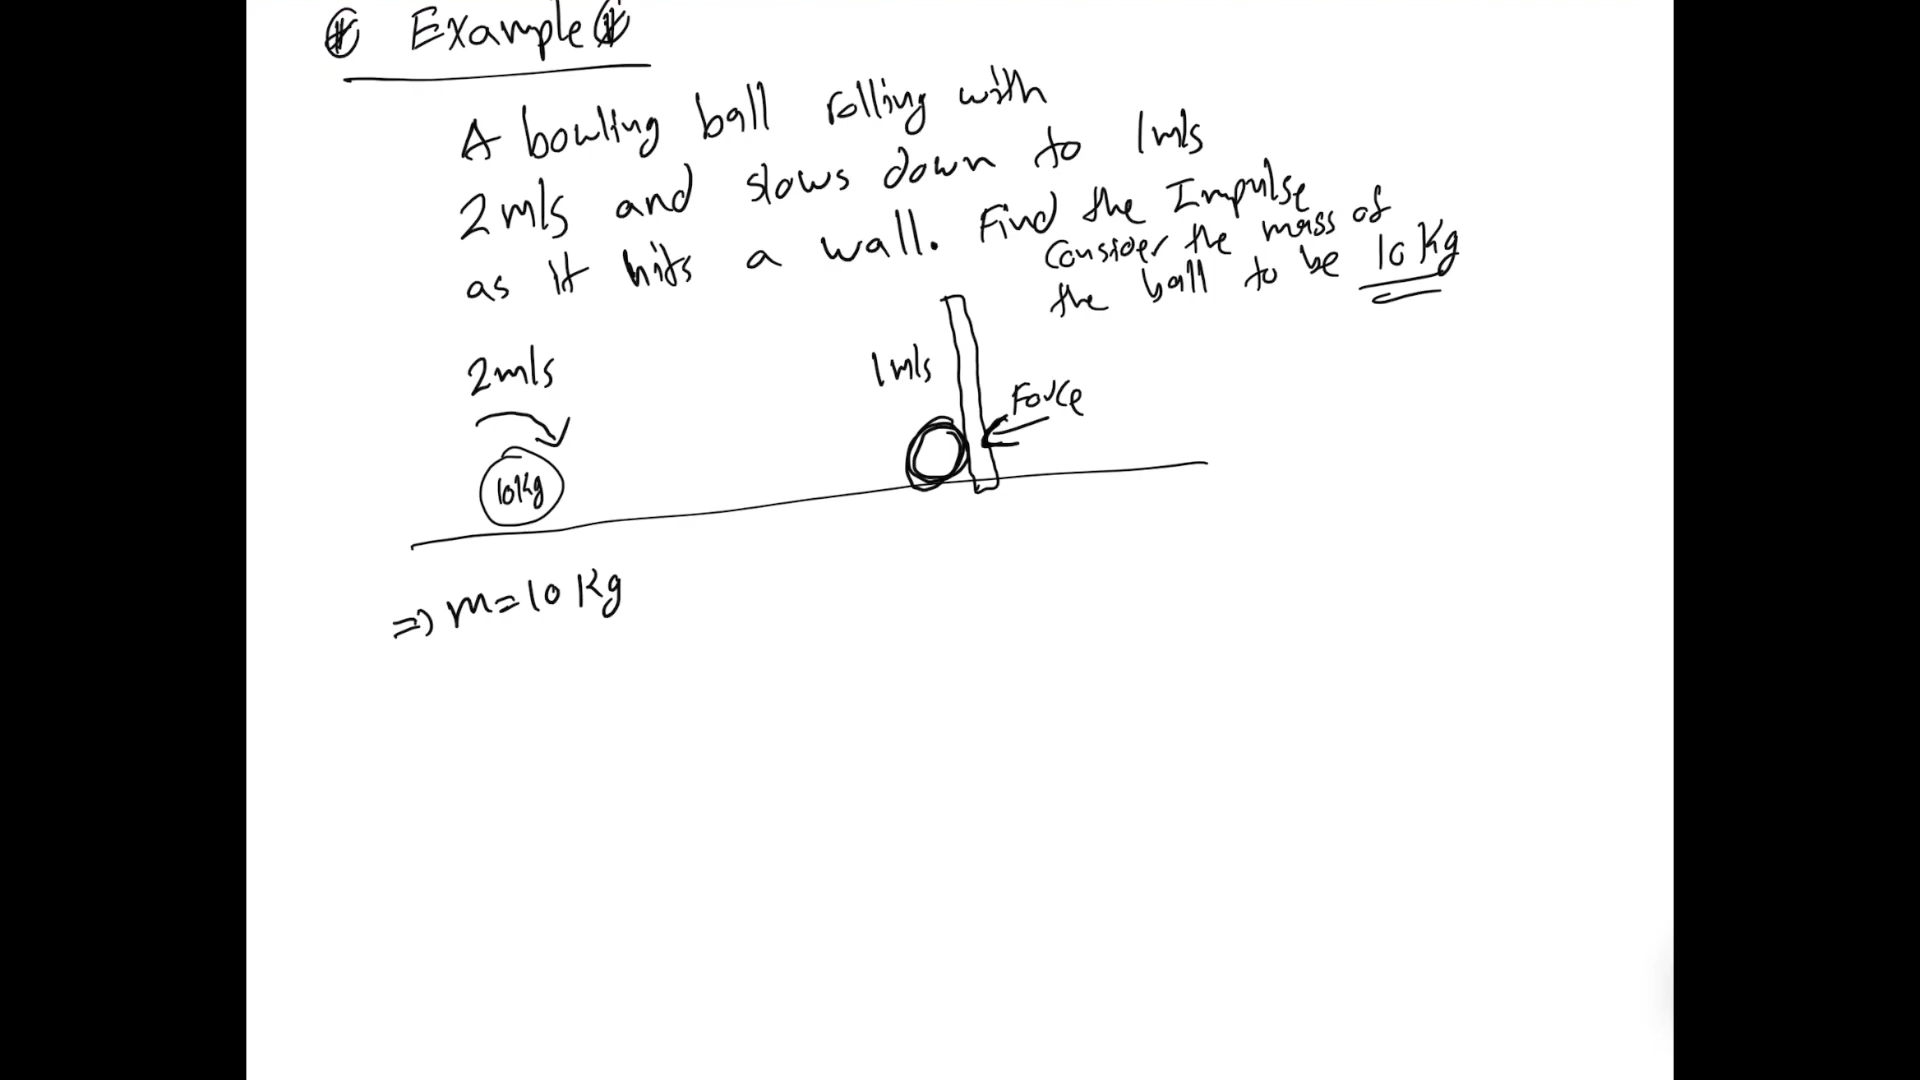 Example
A bowling ball rolling with
2m/s and slows down to 1m/s
as it hits a wall. Find the Impulse
Consider the mass of
the ball to be 10 Kg
2m/s
1m/s
Force
10Kg
=> m=10 Kg